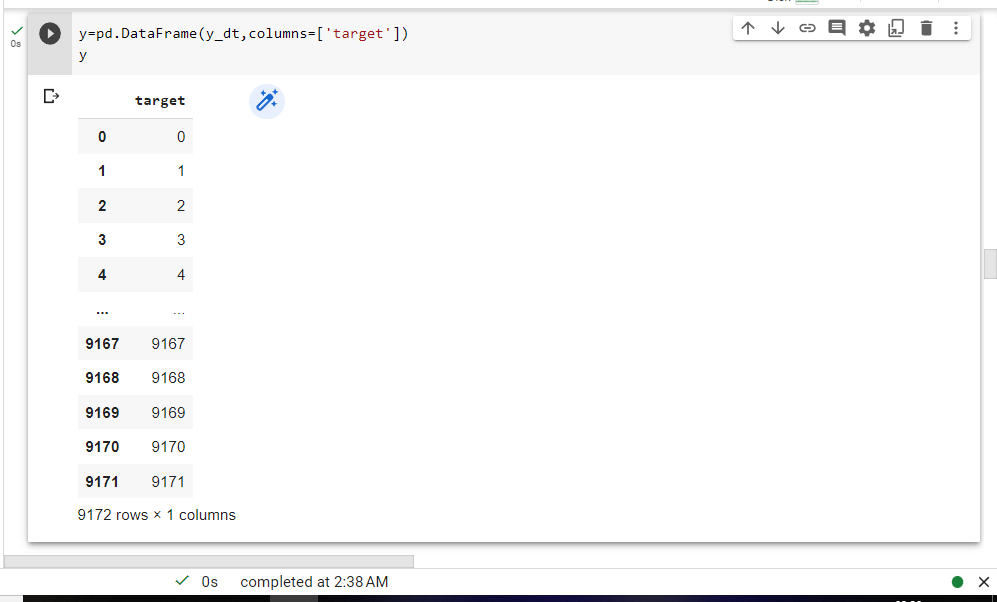 0s
y=pd.DataFrame(y_dt,columns=['target'])
y
target
0 0
1 1
2 2
3 3
4 4
... ...
9167 9167
9168 9168
9169 9169
9170 9170
9171 9171
9172 rows × 1 columns
0s completed at 2:38 AM